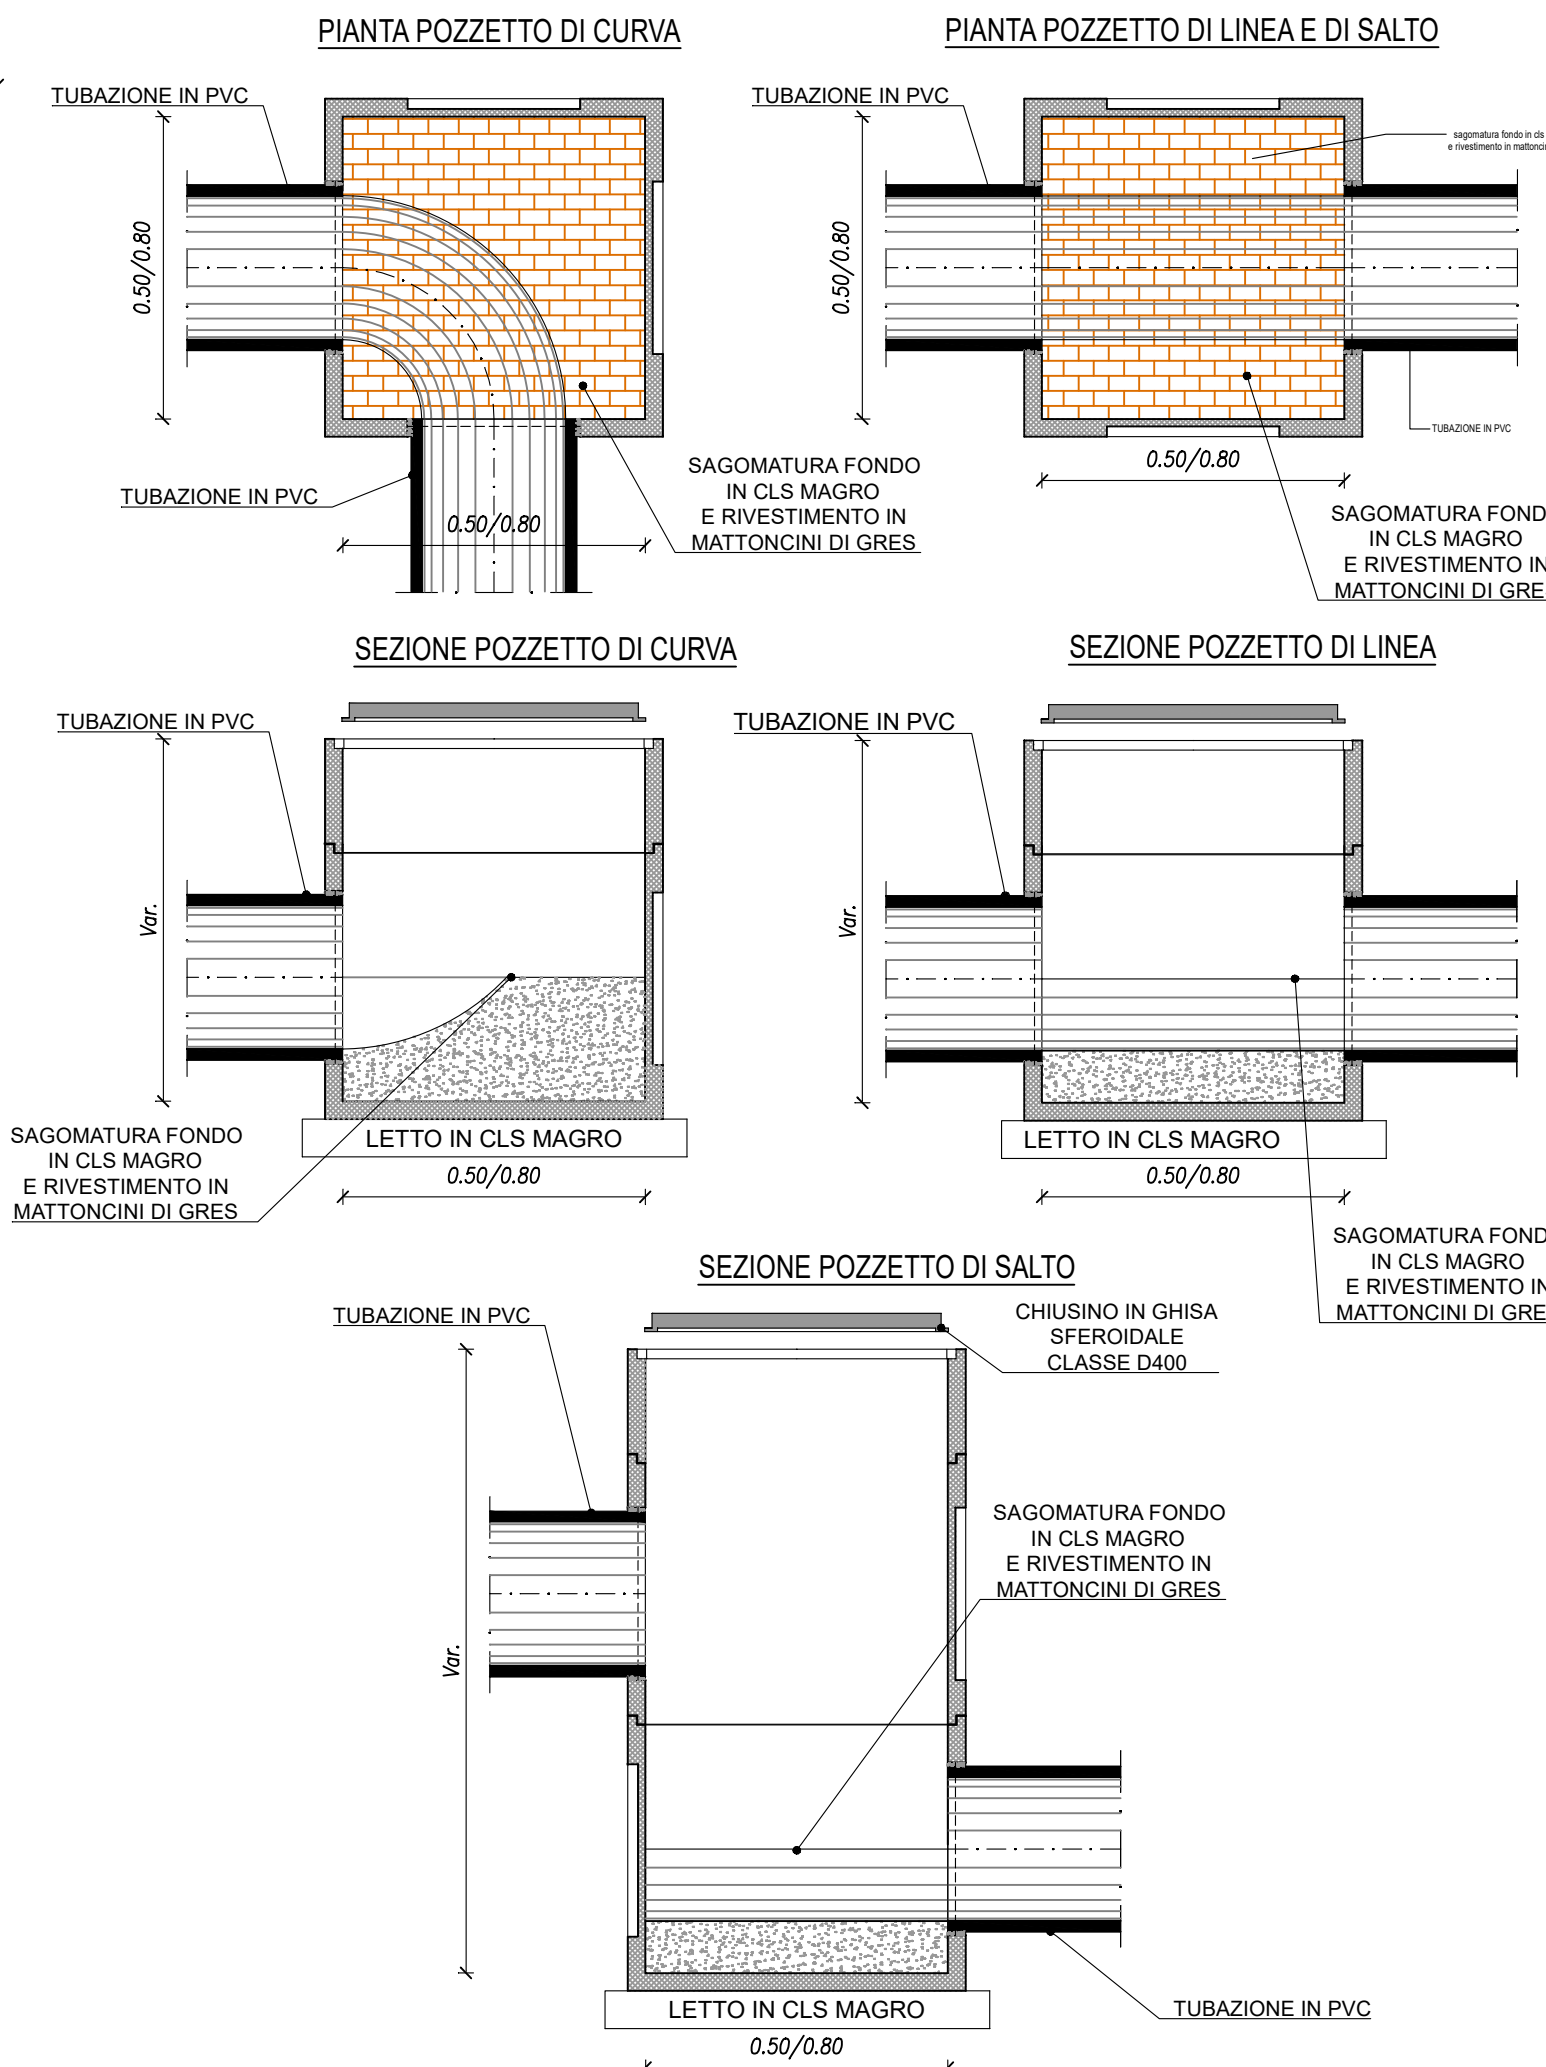 PIANTA POZZETTO DI CURVA
TUBAZIONE IN PVC
0.50/0.80
TUBAZIONE IN PVC
0.50/0.80
SAGOMATURA FONDO
IN CLS MAGRO
E RIVESTIMENTO IN
MATTONCINI DI GRES
PIANTA POZZETTO DI LINEA E DI SALTO
TUBAZIONE IN PVC
sagomatura fondo in cls
e rivestimento in mattonci
0.50/0.80
TUBAZIONE IN PVC
0.50/0.80
SAGOMATURA FOND
IN CLS MAGRO
E RIVESTIMENTO IN
MATTONCINI DI GRE
SEZIONE POZZETTO DI CURVA
TUBAZIONE IN PVC
Var.
SAGOMATURA FONDO
IN CLS MAGRO
E RIVESTIMENTO IN
MATTONCINI DI GRES
LETTO IN CLS MAGRO
0.50/0.80
SEZIONE POZZETTO DI LINEA
TUBAZIONE IN PVC
Var.
LETTO IN CLS MAGRO
0.50/0.80
SAGOMATURA FOND
IN CLS MAGRO
E RIVESTIMENTO IN
MATTONCINI DI GRE
SEZIONE POZZETTO DI SALTO
TUBAZIONE IN PVC
CHIUSINO IN GHISA
SFEROIDALE
CLASSE D400
Var.
SAGOMATURA FONDO
IN CLS MAGRO
E RIVESTIMENTO IN
MATTONCINI DI GRES
LETTO IN CLS MAGRO
TUBAZIONE IN PVC
0.50/0.80